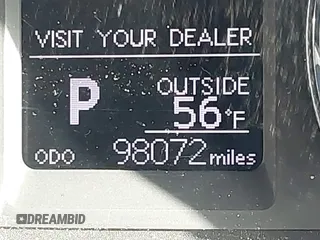 VISIT YOUR DEALER
P
OUTSIDE
56°F
ODO 98072 miles
DREAMBID